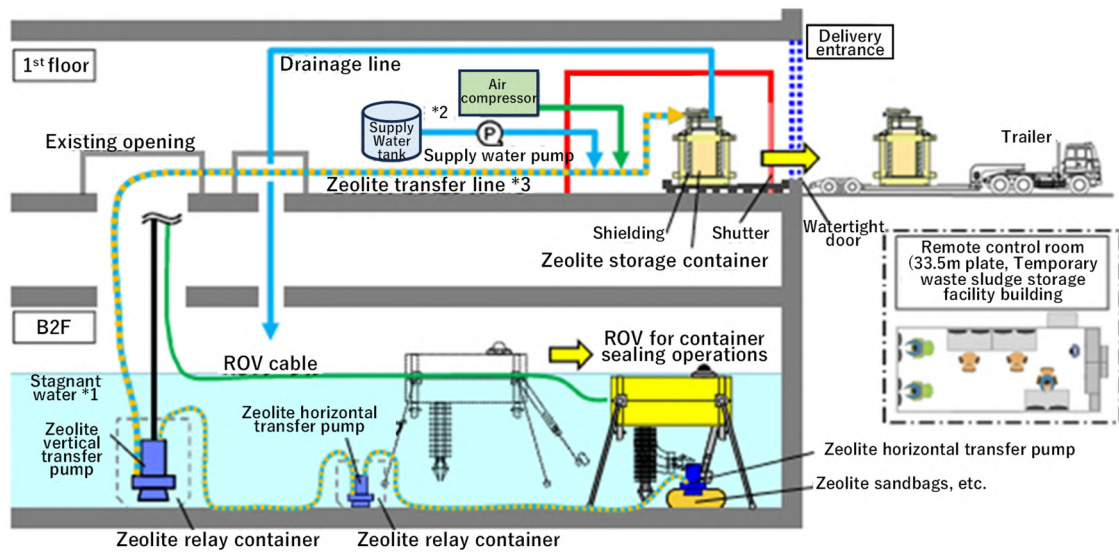 1st floor
Drainage line
Delivery
entrance
Air
compressor
*2
Supply
Water
tank
P
Supply water pump
Existing opening
Zeolite transfer line *3
Trailer
Shielding
Shutter
Watertight
door
Zeolite storage container
Remote control room
(33.5m plate, Temporary
waste sludge storage
facility building
B2F
ROV cable
ROV for container
sealing operations
Stagnant
water *1
Zeolite
vertical
transfer
pump
Zeolite horizontal
transfer pump
Zeolite horizontal transfer pump
Zeolite sandbags, etc.
Zeolite relay container
Zeolite relay container